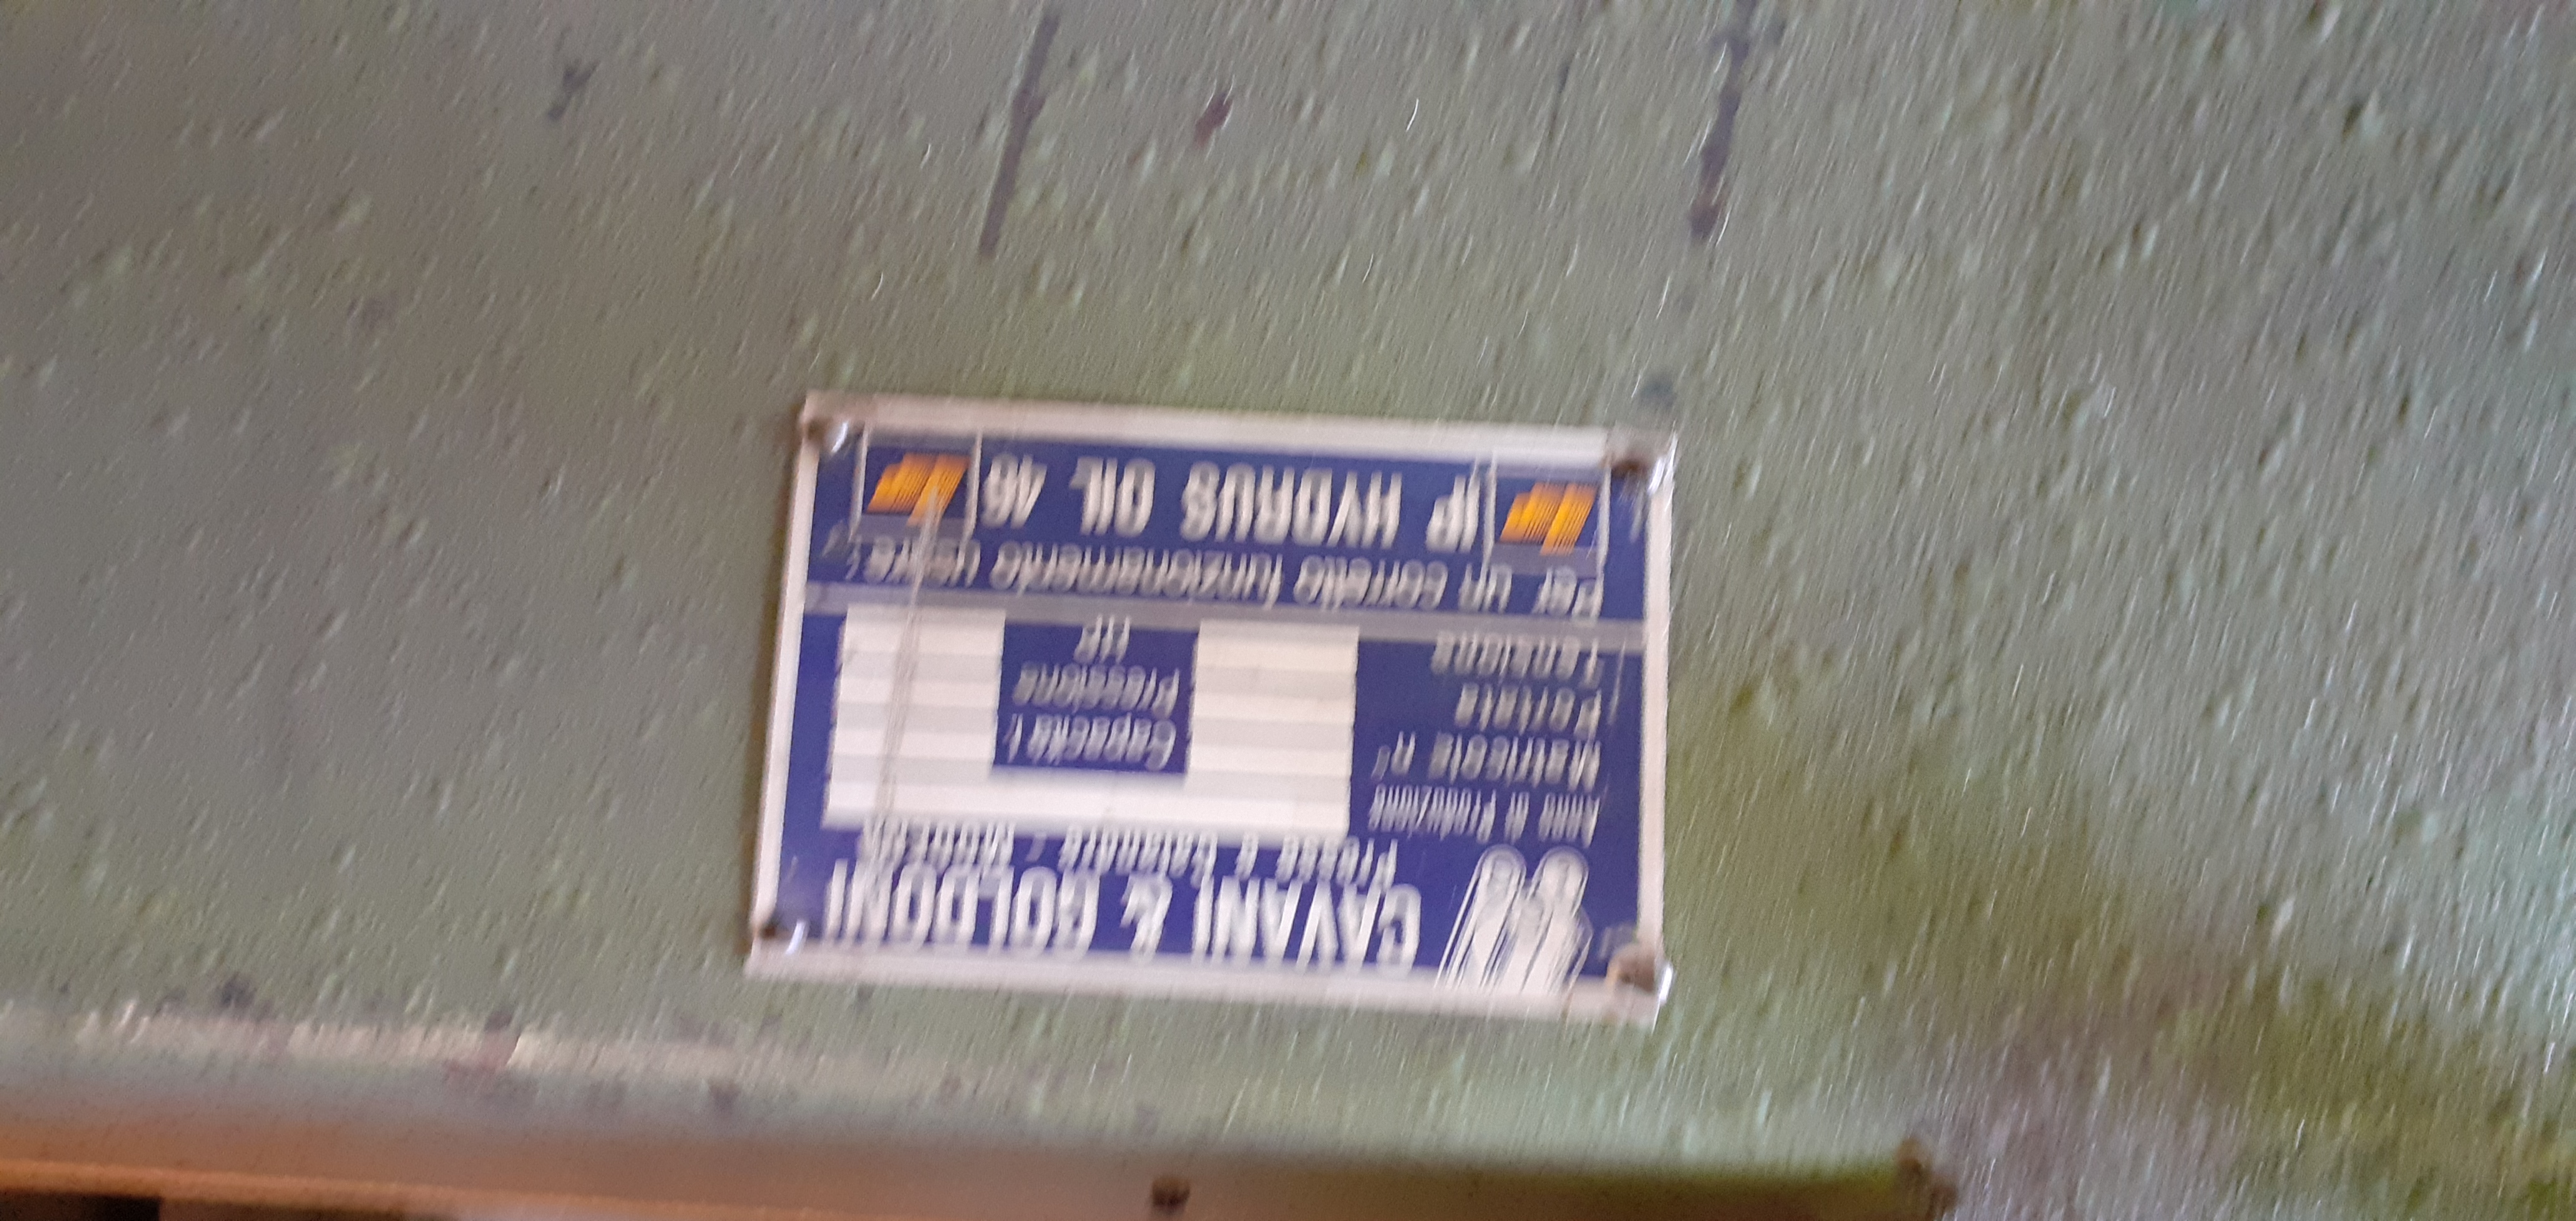 CAVANI & GOLDONI
Presse e Calandre - Modena
Anno di Produzione
Matricola n°
Capacità l
Portata
Pressione
Tensione
HP
Per un corretto funzionamento usare:
IP HYDRUS OIL 46